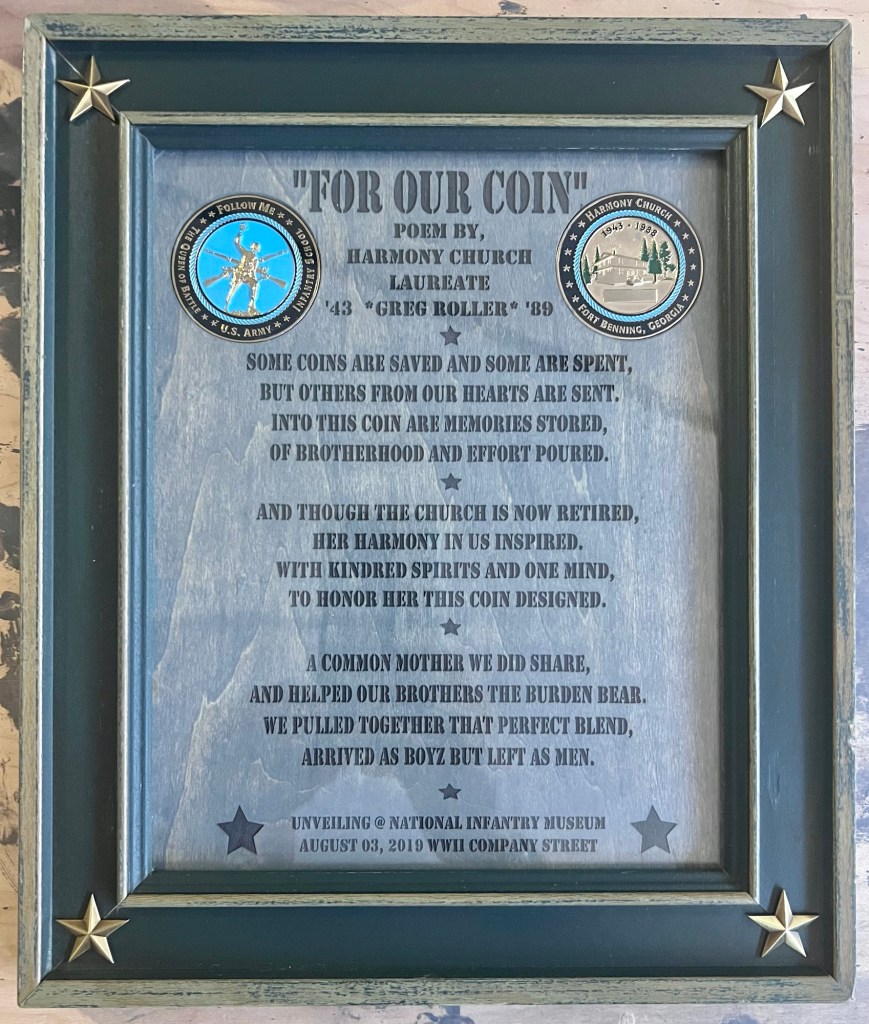 "FOR OUR COIN"
POEM BY,
HARMONY CHURCH
LAUREATE
'43 *GREG ROLLER* '89
FOLLOW ME
INFANTRY SCHOOL
U.S. ARMY
THE QUEEN OF BATTLE
HARMONY CHURCH
1943 • 1988
FORT BENNING, GEORGIA
SOME COINS ARE SAVED AND SOME ARE SPENT,
BUT OTHERS FROM OUR HEARTS ARE SENT.
INTO THIS COIN ARE MEMORIES STORED,
OF BROTHERHOOD AND EFFORT POURED.
AND THOUGH THE CHURCH IS NOW RETIRED,
HER HARMONY IN US INSPIRED.
WITH KINDRED SPIRITS AND ONE MIND,
TO HONOR HER THIS COIN DESIGNED.
A COMMON MOTHER WE DID SHARE,
AND HELPED OUR BROTHERS THE BURDEN BEAR.
WE PULLED TOGETHER THAT PERFECT BLEND,
ARRIVED AS BOYZ BUT LEFT AS MEN.
UNVEILING @ NATIONAL INFANTRY MUSEUM
AUGUST 03, 2019 WWII COMPANY STREET